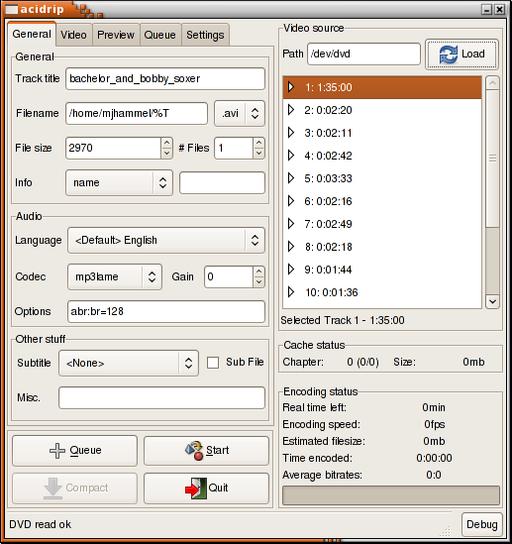 acidrip
General Video Preview Queue Settings
General
Track title bachelor_and_bobby_soxer
Filename /home/mjhammel/%T .avi
File size 2970 # Files 1
Info name
Audio
Language <Default> English
Codec mp3lame Gain 0
Options abr:br=128
Other stuff
Subtitle <None> Sub File
Misc.
Queue Start
Compact Quit
DVD read ok
Video source
Path /dev/dvd Load
1: 1:35:00
2: 0:02:20
3: 0:02:11
4: 0:02:42
5: 0:03:33
6: 0:02:16
7: 0:02:49
8: 0:02:18
9: 0:01:44
10: 0:01:36
Selected Track 1 - 1:35:00
Cache status
Chapter: 0 (0/0) Size: 0mb
Encoding status
Real time left: 0min
Encoding speed: 0fps
Estimated filesize: 0mb
Time encoded: 0:00:00
Average bitrates: 0:0
Debug